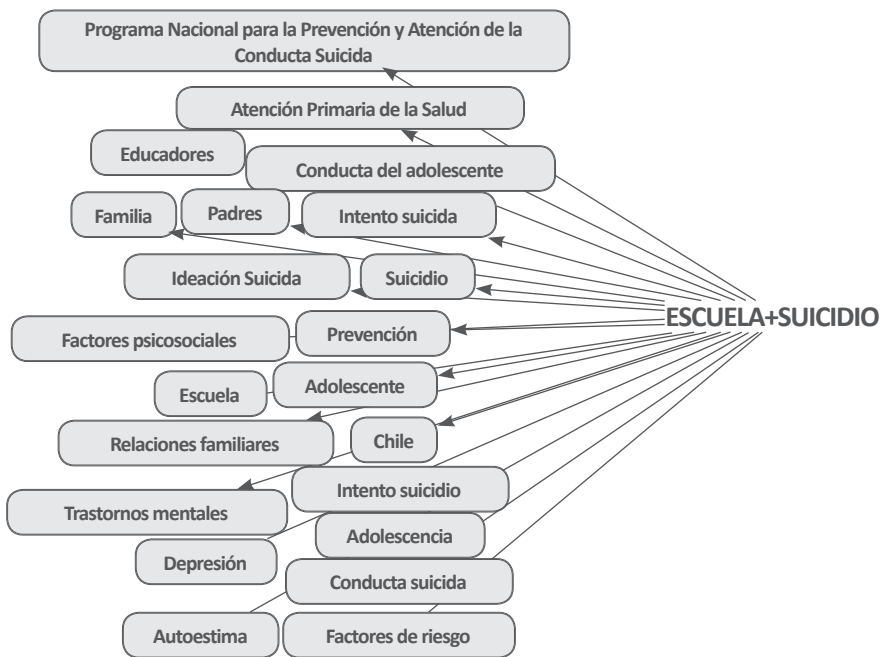 Programa Nacional para la Prevención y Atención de la
Conducta Suicida
Atención Primaria de la Salud
Educadores
Conducta del adolescente
Familia
Padres
Intento suicida
Ideación Suicida
Suicidio
ESCUELA+SUICIDIO
Factores psicosociales
Prevención
Escuela
Adolescente
Relaciones familiares
Chile
Intento suicidio
Trastornos mentales
Adolescencia
Depresión
Conducta suicida
Autoestima
Factores de riesgo